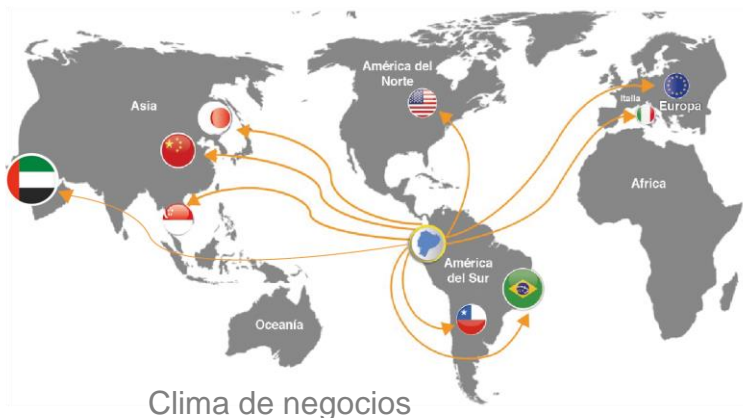 América del
Norte
Asia
Italia
Europa
Africa
América
del Sur
Oceanía
Clima de negocios